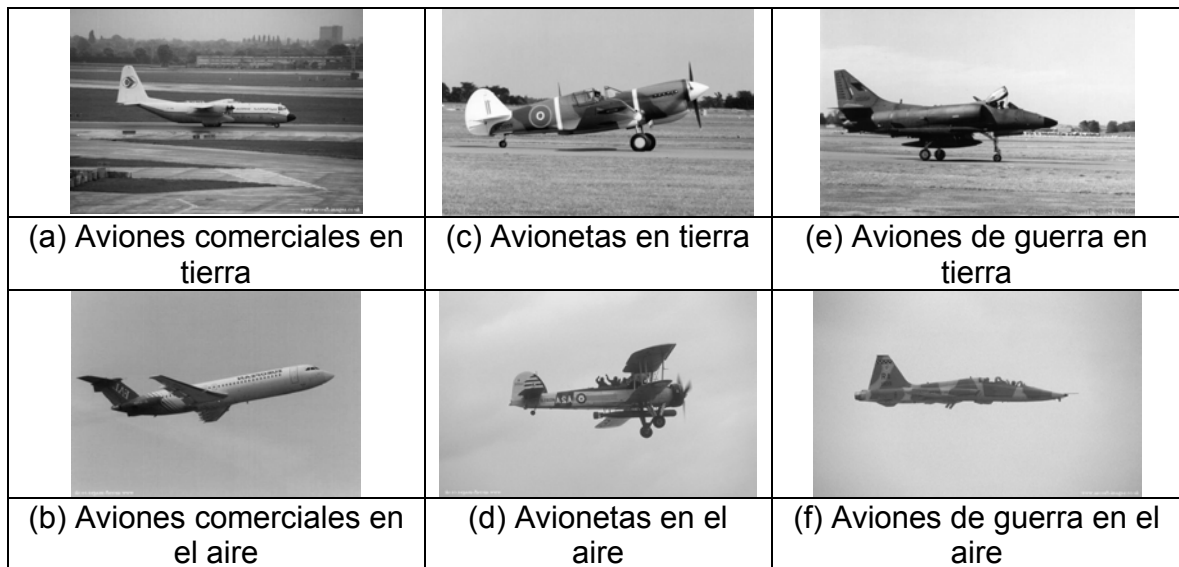 (a) Aviones comerciales en
tierra
(c) Avionetas en tierra
(e) Aviones de guerra en
tierra
(b) Aviones comerciales en
el aire
(d) Avionetas en el
aire
(f) Aviones de guerra en el
aire